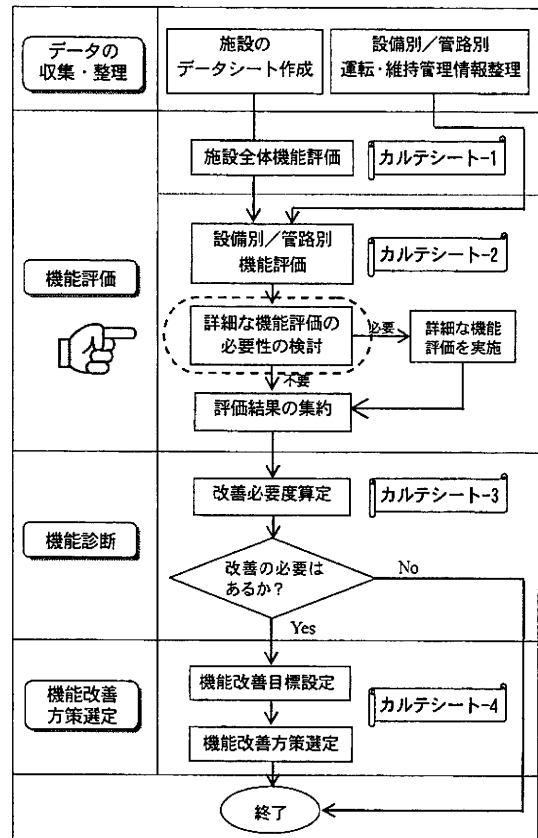 データの
収集・整理
施設の
データシート作成
設備別／管路別
運転・維持管理情報整理
機能評価
施設全体機能評価
カルテシート-1
設備別／管路別
機能評価
カルテシート-2
詳細な機能評価の
必要性の検討
必要
詳細な機能
評価を実施
不要
評価結果の集約
機能診断
改善必要度算定
カルテシート-3
改善の必要は
あるか？
No
Yes
機能改善
方策選定
機能改善目標設定
カルテシート-4
機能改善方策選定
終了